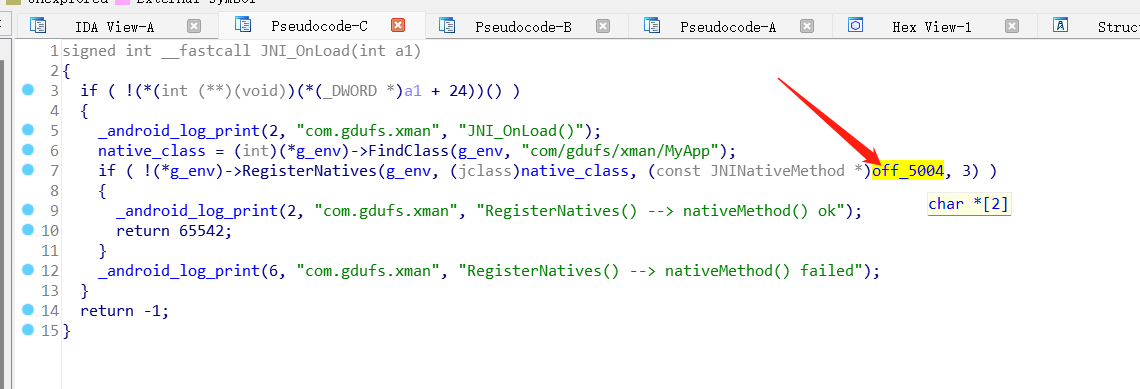 IDA View-A Pseudocode-C Pseudocode-B Pseudocode-A Hex View-1 Struc
1 signed int __fastcall JNI_OnLoad(int a1)
2 {
3 if ( !(*(int (**)(void))(*(_DWORD *)a1 + 24))() )
4 {
5 _android_log_print(2, "com.gdufs.xman", "JNI_OnLoad()");
6 native_class = (int)(*g_env)->FindClass(g_env, "com/gdufs/xman/MyApp");
7 if ( !(*g_env)->RegisterNatives(g_env, (jclass)native_class, (const JNINativeMethod *)off_5004, 3) )
8 {
9 _android_log_print(2, "com.gdufs.xman", "RegisterNatives() --> nativeMethod() ok");
char *[2]
10 return 65542;
11 }
12 _android_log_print(6, "com.gdufs.xman", "RegisterNatives() --> nativeMethod() failed");
13 }
14 return -1;
15 }